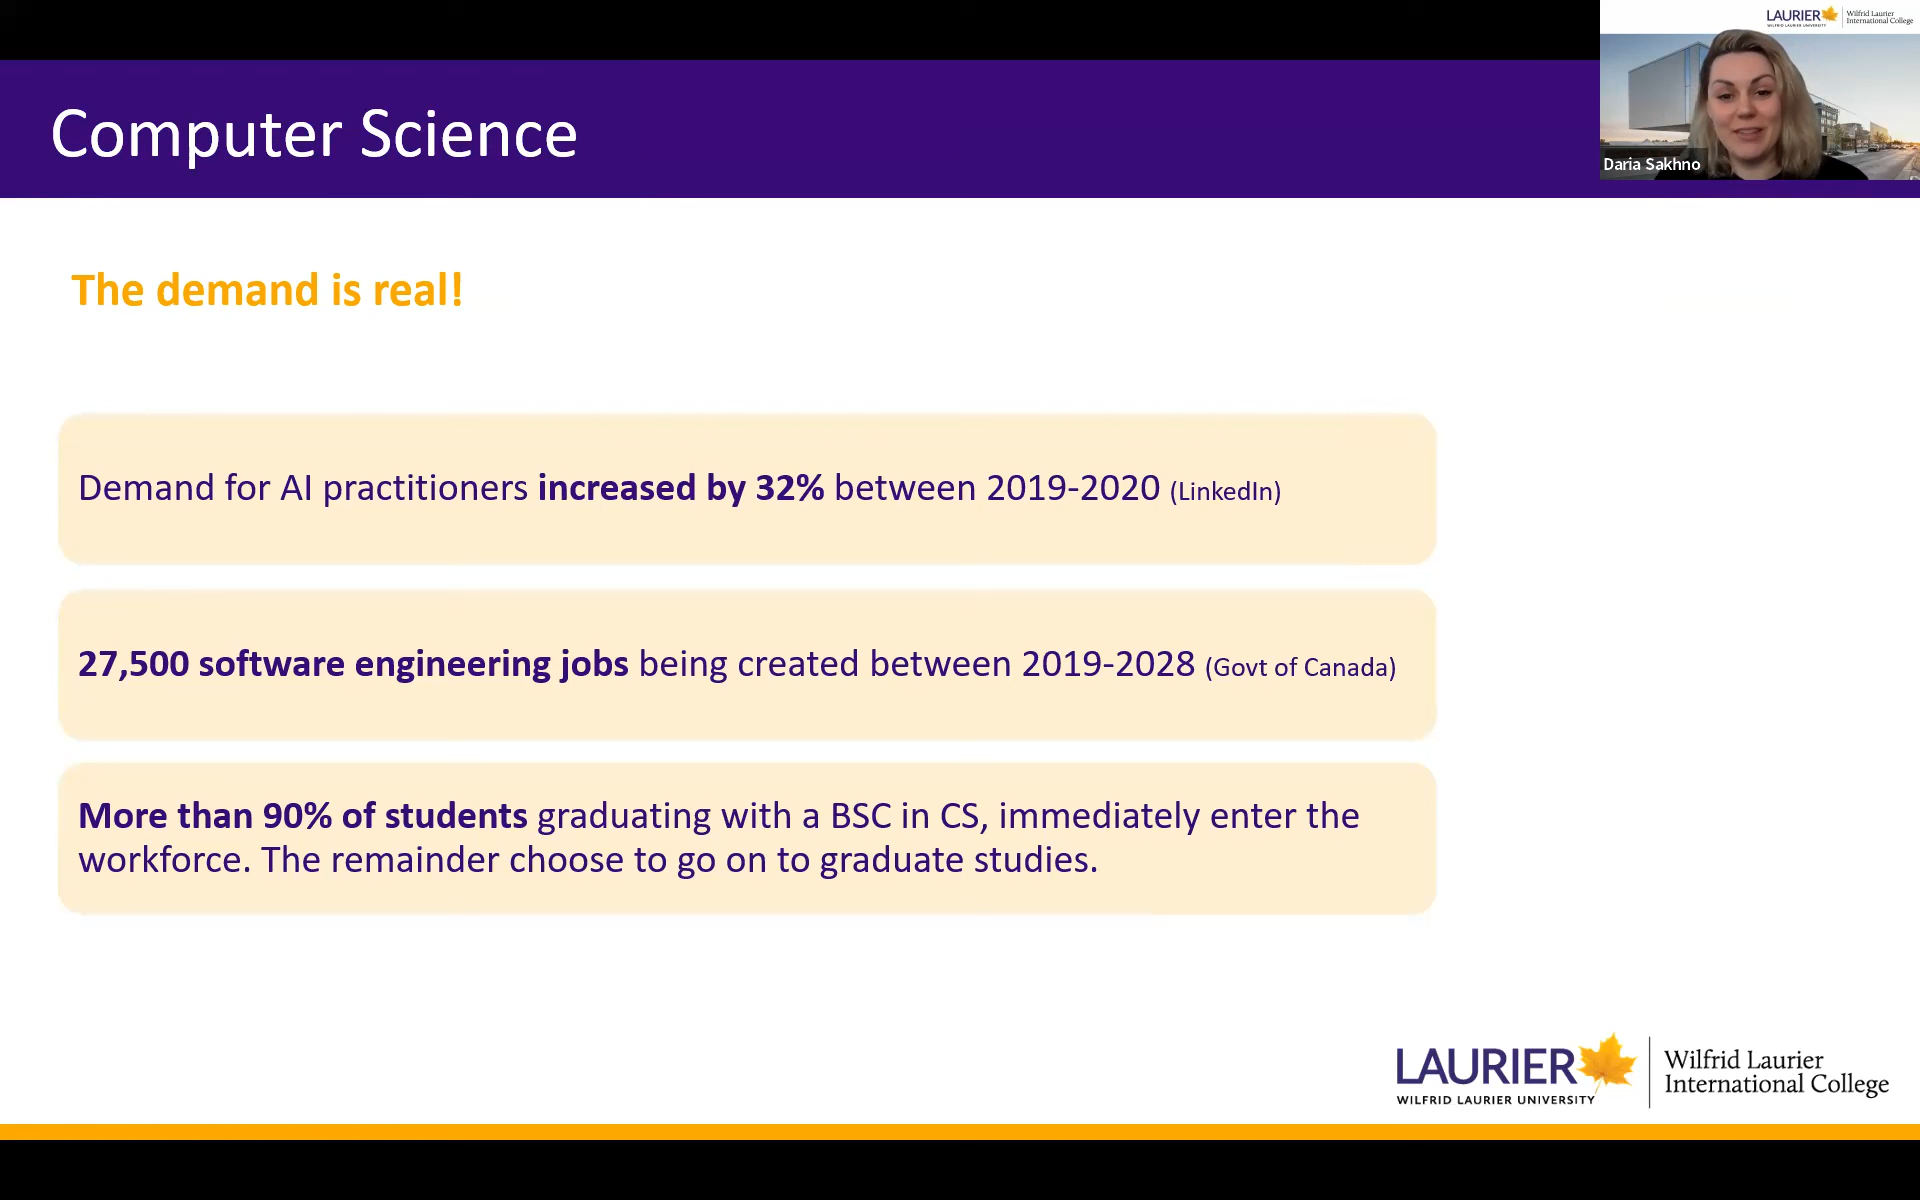 LAURIER
WILFRID LAURIER UNIVERSITY
Wilfrid Laurier
International College
Computer Science
Daria Sakhno
The demand is real!
Demand for AI practitioners increased by 32% between 2019-2020 (LinkedIn)
27,500 software engineering jobs being created between 2019-2028 (Govt of Canada)
More than 90% of students graduating with a BSC in CS, immediately enter the
workforce. The remainder choose to go on to graduate studies.
LAURIER
WILFRID LAURIER UNIVERSITY
Wilfrid Laurier
International College